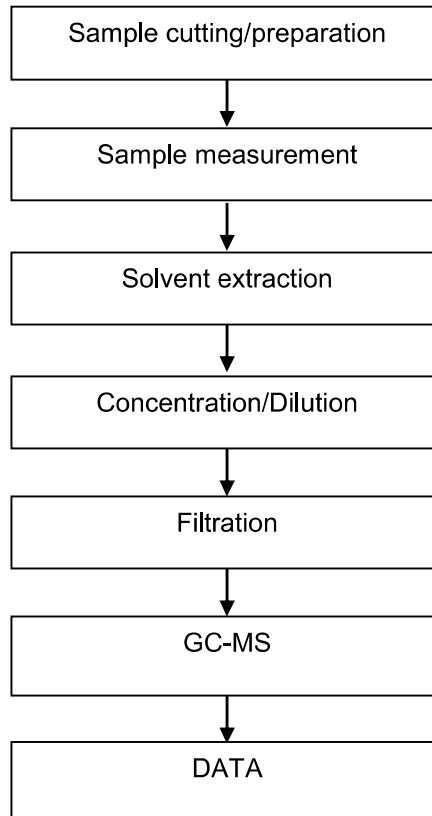 Sample cutting/preparation
Sample measurement
Solvent extraction
Concentration/Dilution
Filtration
GC-MS
DATA